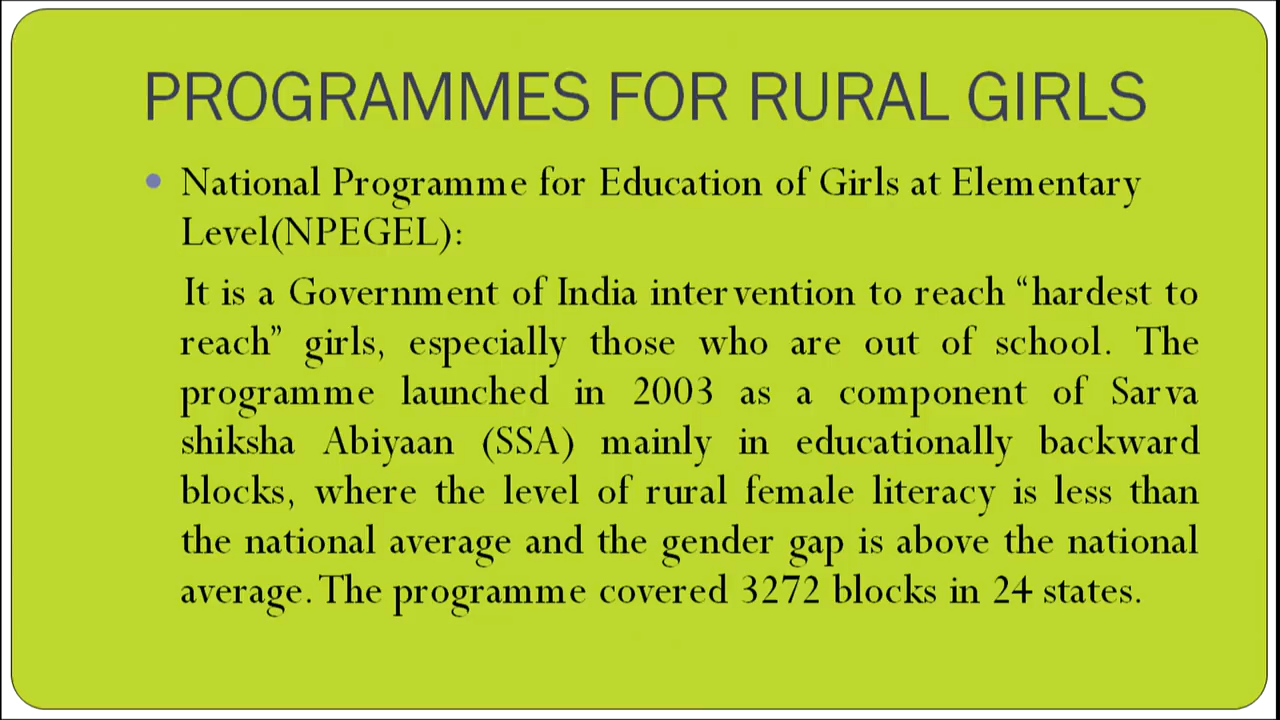 PROGRAMMES FOR RURAL GIRLS
National Programme for Education of Girls at Elementary
Level(NPEGEL):
It is a Government of India intervention to reach “hardest to
reach” girls, especially those who are out of school. The
programme launched in 2003 as a component of Sarva
shiksha Abiyaan (SSA) mainly in educationally backward
blocks, where the level of rural female literacy is less than
the national average and the gender gap is above the national
average. The programme covered 3272 blocks in 24 states.